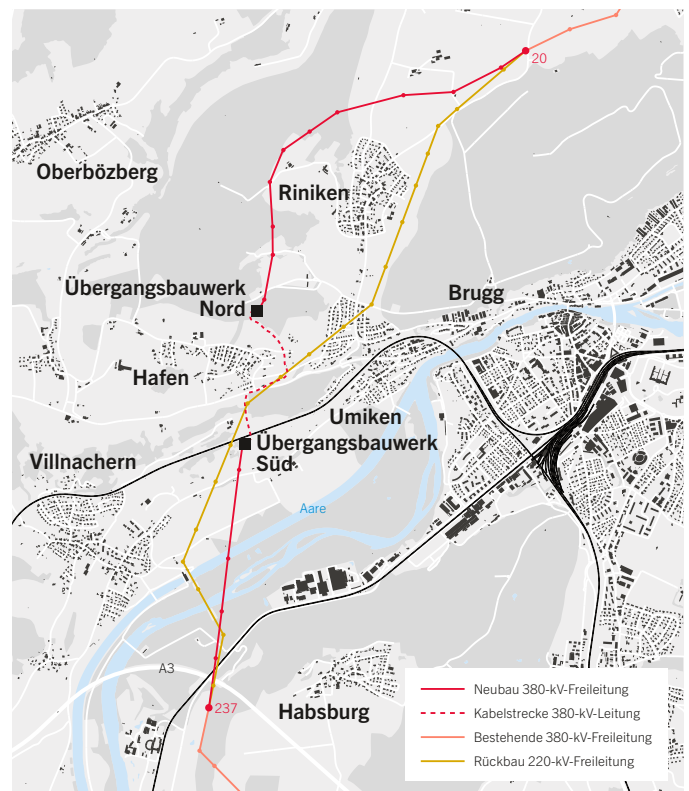 20
Oberbözberg
Riniken
Übergangsbauwerk
Nord
Brugg
Hafen
Umiken
Übergangsbauwerk
Süd
Villnachern
Aare
A3
237
Habsburg
Neubau 380-kV-Freileitung
Kabelstrecke 380-kV-Leitung
Bestehende 380-kV-Freileitung
Rückbau 220-kV-Freileitung